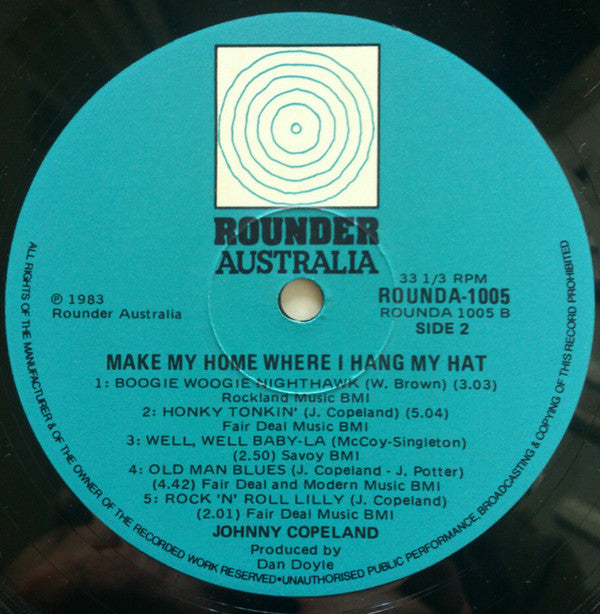 ROUNDER
AUSTRALIA
℗ 1983
Rounder Australia
33 1/3 RPM
ROUNDA-1005
ROUNDA 1005 B
SIDE 2
MAKE MY HOME WHERE I HANG MY HAT
1: BOOGIE WOOGIE NIGHTHAWK (W. Brown) (3.03)
Rockland Music BMI
2: HONKY TONKIN' (J. Copeland) (5.04)
Fair Deal Music BMI
3: WELL, WELL BABY-LA (McCoy-Singleton)
(2.50) Savoy BMI
4: OLD MAN BLUES (J. Copeland - J. Potter)
(4.42) Fair Deal and Modern Music BMI
5: ROCK 'N' ROLL LILLY (J. Copeland)
(2.01) Fair Deal Music BMI
JOHNNY COPELAND
Produced by
Dan Doyle
ALL RIGHTS OF THE MANUFACTURER & OF THE OWNER OF THE RECORDED WORK RESERVED•UNAUTHORISED PUBLIC PERFORMANCE, BROADCASTING & COPYING OF THIS RECORD PROHIBITED